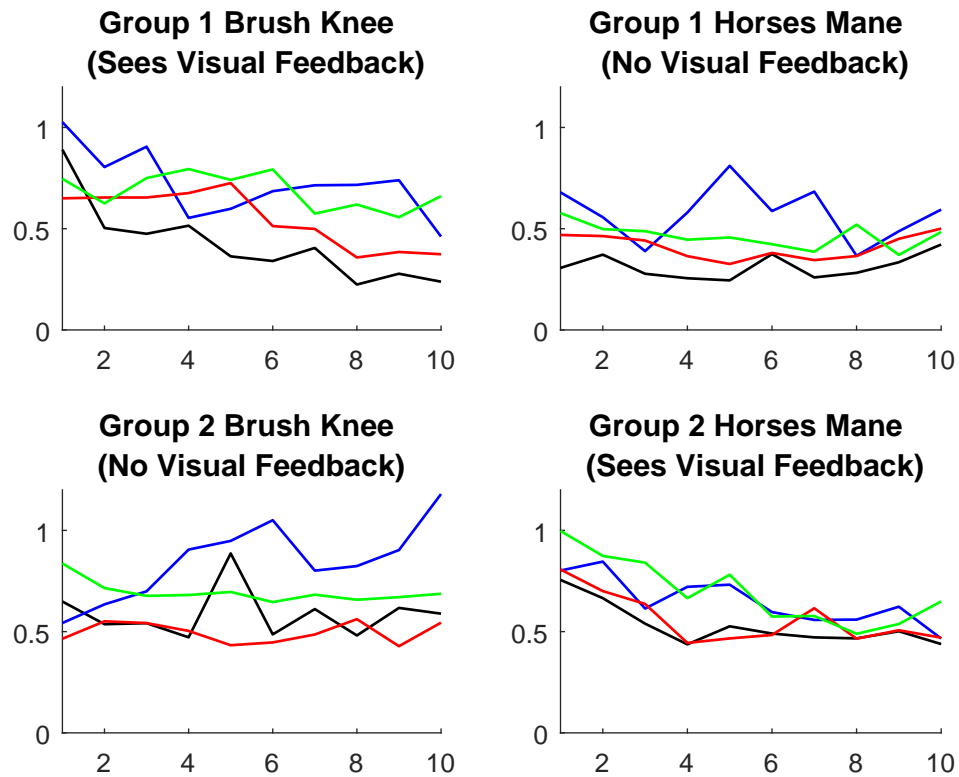 Group 1 Brush Knee
(Sees Visual Feedback)
1
0.5
0
2 4 6 8 10
Group 1 Horses Mane
(No Visual Feedback)
1
0.5
0
2 4 6 8 10
Group 2 Brush Knee
(No Visual Feedback)
1
0.5
0
2 4 6 8 10
Group 2 Horses Mane
(Sees Visual Feedback)
1
0.5
0
2 4 6 8 10